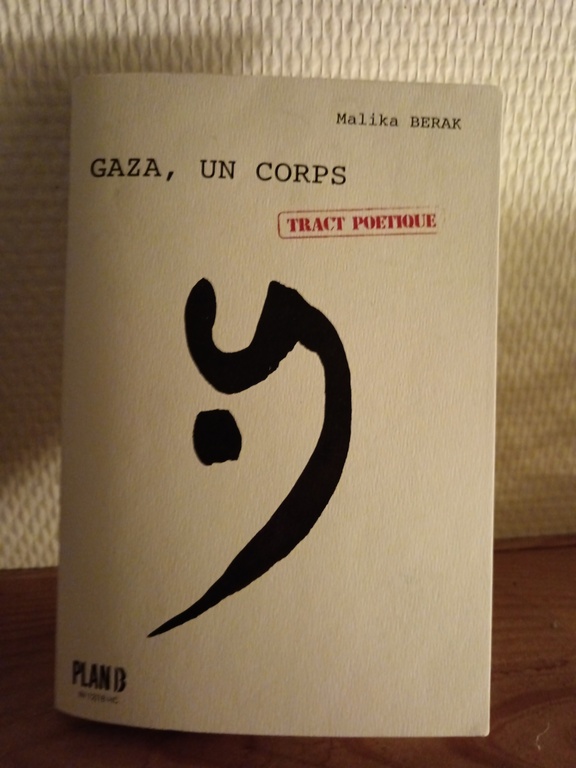 Malika BERAK
GAZA, UN CORPS
TRACT POETIQUE
PLAN B